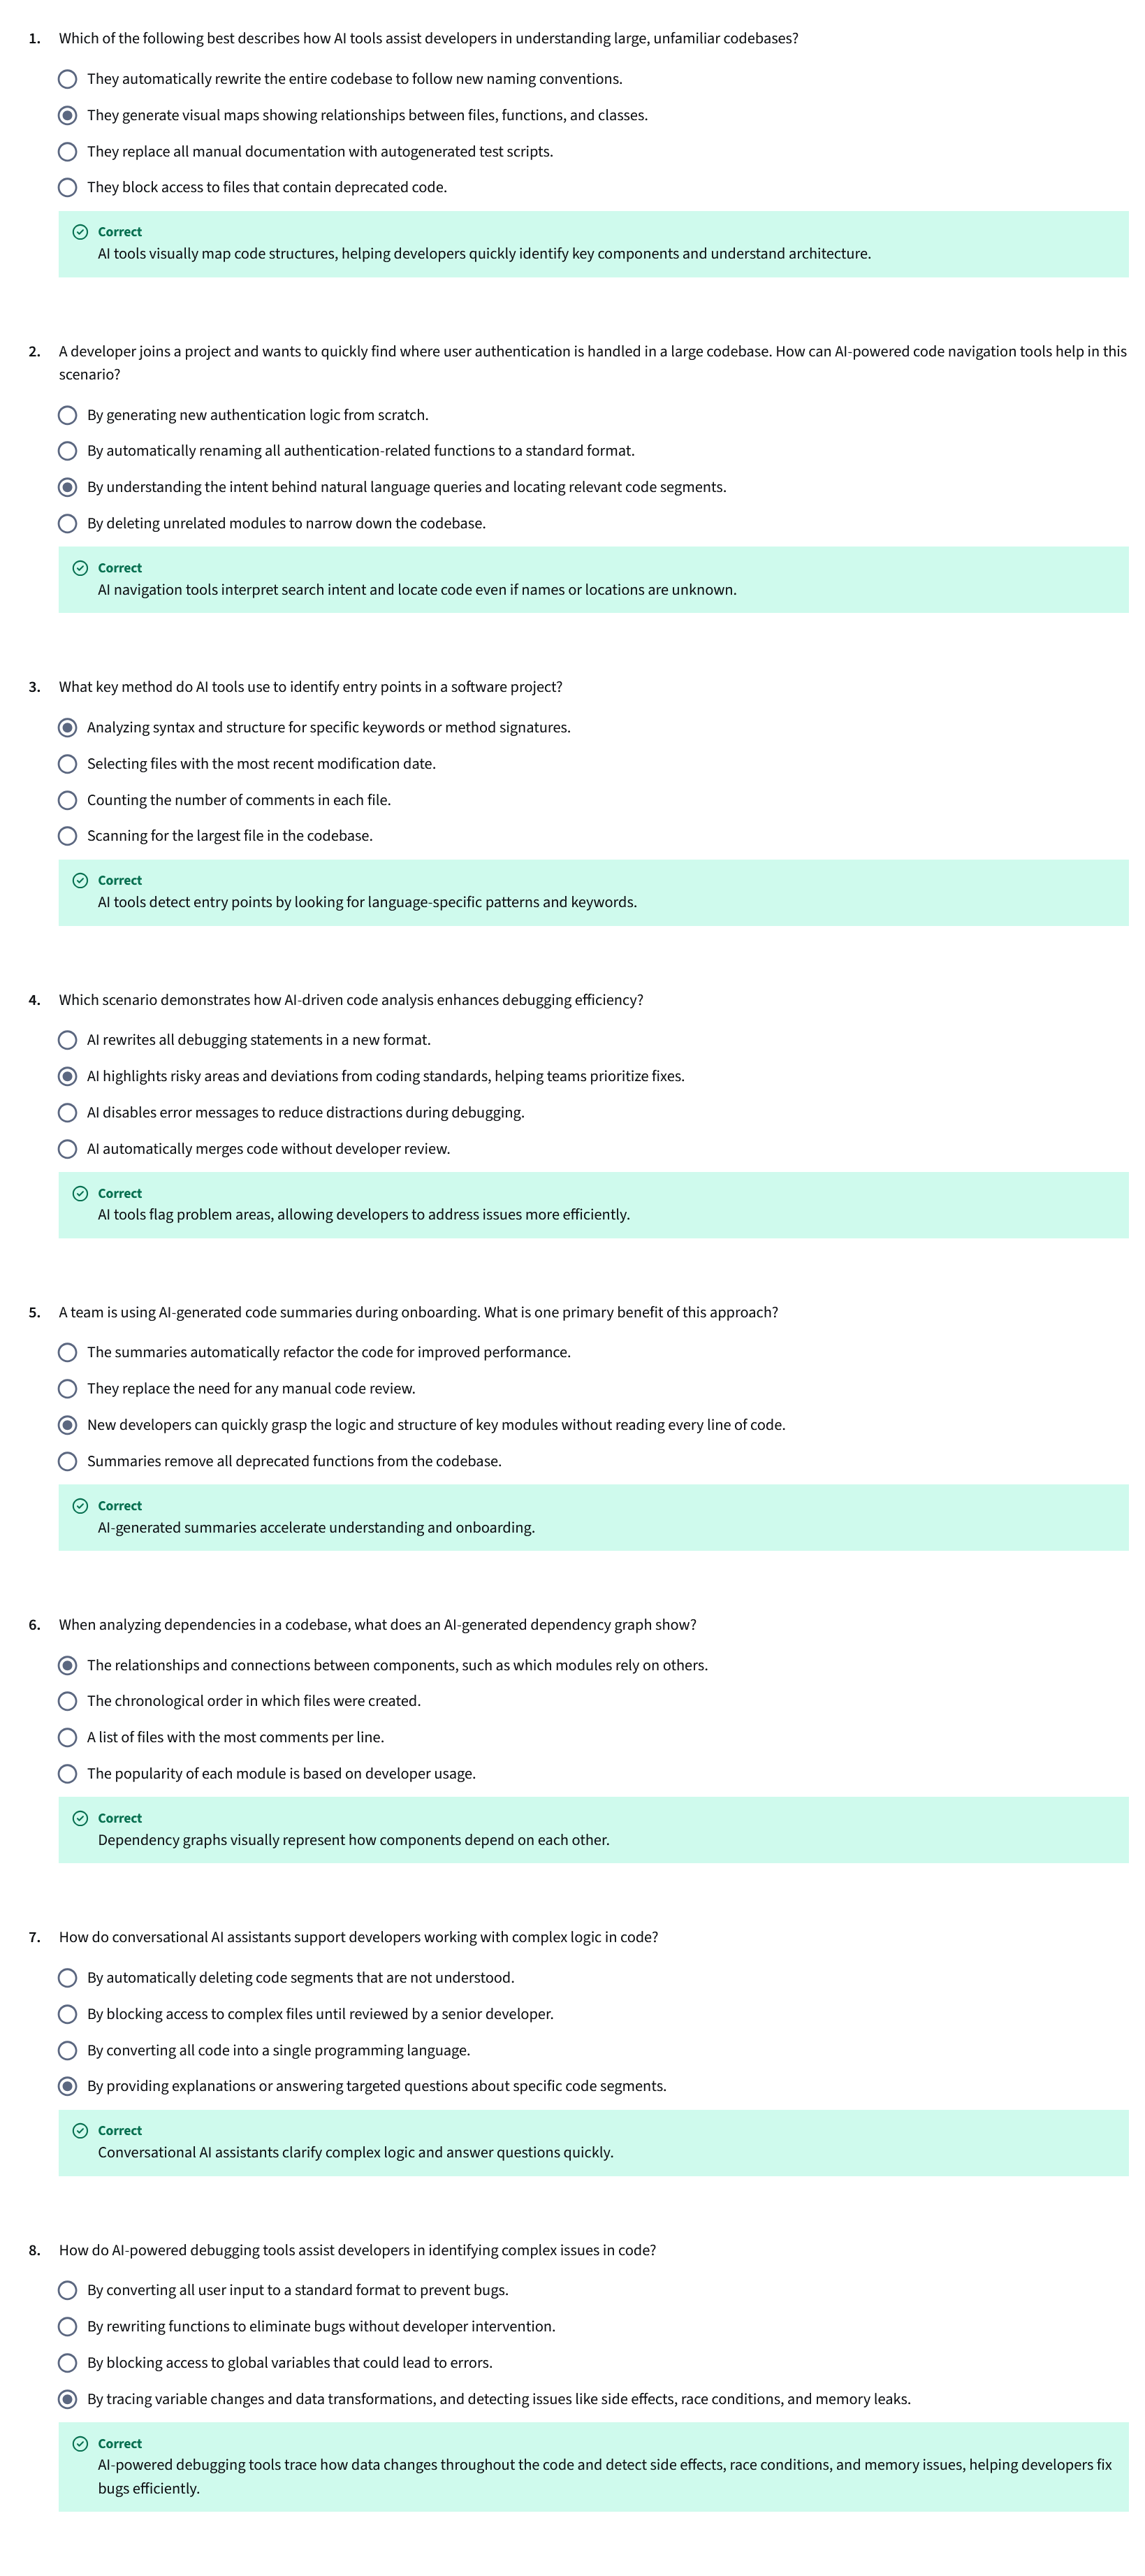 1. Which of the following best describes how AI tools assist developers in understanding large, unfamiliar codebases?
They automatically rewrite the entire codebase to follow new naming conventions.
They generate visual maps showing relationships between files, functions, and classes.
They replace all manual documentation with autogenerated test scripts.
They block access to files that contain deprecated code.
Correct
AI tools visually map code structures, helping developers quickly identify key components and understand architecture.
2. A developer joins a project and wants to quickly find where user authentication is handled in a large codebase. How can AI-powered code navigation tools help in this
scenario?
By generating new authentication logic from scratch.
By automatically renaming all authentication-related functions to a standard format.
By understanding the intent behind natural language queries and locating relevant code segments.
By deleting unrelated modules to narrow down the codebase.
Correct
AI navigation tools interpret search intent and locate code even if names or locations are unknown.
3. What key method do AI tools use to identify entry points in a software project?
Analyzing syntax and structure for specific keywords or method signatures.
Selecting files with the most recent modification date.
Counting the number of comments in each file.
Scanning for the largest file in the codebase.
Correct
AI tools detect entry points by looking for language-specific patterns and keywords.
4. Which scenario demonstrates how AI-driven code analysis enhances debugging efficiency?
AI rewrites all debugging statements in a new format.
AI highlights risky areas and deviations from coding standards, helping teams prioritize fixes.
AI disables error messages to reduce distractions during debugging.
AI automatically merges code without developer review.
Correct
AI tools flag problem areas, allowing developers to address issues more efficiently.
5. A team is using AI-generated code summaries during onboarding. What is one primary benefit of this approach?
The summaries automatically refactor the code for improved performance.
They replace the need for any manual code review.
New developers can quickly grasp the logic and structure of key modules without reading every line of code.
Summaries remove all deprecated functions from the codebase.
Correct
AI-generated summaries accelerate understanding and onboarding.
6. When analyzing dependencies in a codebase, what does an AI-generated dependency graph show?
The relationships and connections between components, such as which modules rely on others.
The chronological order in which files were created.
A list of files with the most comments per line.
The popularity of each module is based on developer usage.
Correct
Dependency graphs visually represent how components depend on each other.
7. How do conversational AI assistants support developers working with complex logic in code?
By automatically deleting code segments that are not understood.
By blocking access to complex files until reviewed by a senior developer.
By converting all code into a single programming language.
By providing explanations or answering targeted questions about specific code segments.
Correct
Conversational AI assistants clarify complex logic and answer questions quickly.
8. How do AI-powered debugging tools assist developers in identifying complex issues in code?
By converting all user input to a standard format to prevent bugs.
By rewriting functions to eliminate bugs without developer intervention.
By blocking access to global variables that could lead to errors.
By tracing variable changes and data transformations, and detecting issues like side effects, race conditions, and memory leaks.
Correct
AI-powered debugging tools trace how data changes throughout the code and detect side effects, race conditions, and memory issues, helping developers fix
bugs efficiently.